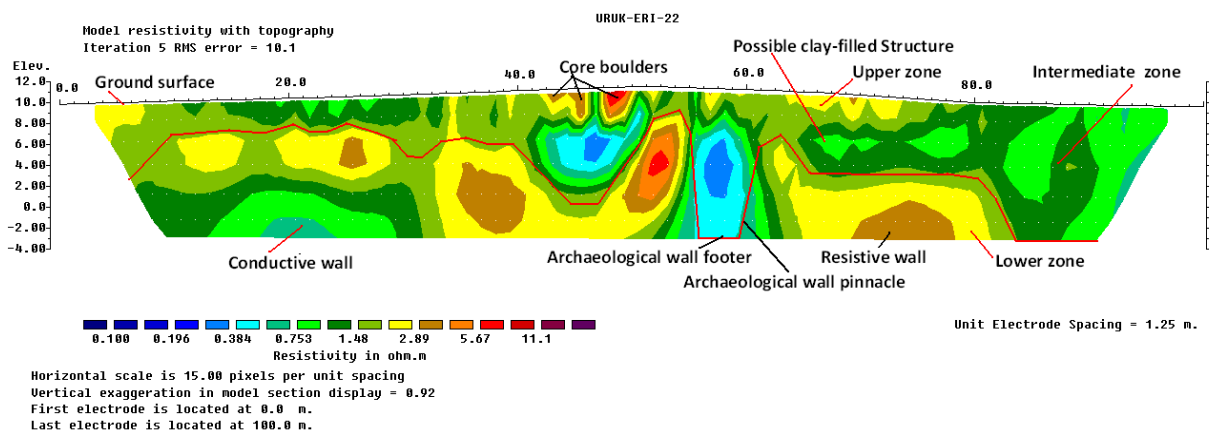 URUK-ERI-22
Model resistivity with topography
Iteration 5 RMS error = 10.1
Possible clay-filled Structure
Elev.
Ground surface
Core boulders
Upper zone
Intermediate zone
0.0 20.0 40.0 60.0 80.0
12.0
10.0
8.00
6.00
4.00
2.00
0.0
-2.00
-4.00
Conductive wall
Archaeological wall footer
Resistive wall
Lower zone
Archaeological wall pinnacle
0.100 0.196 0.384 0.753 1.48 2.89 5.67 11.1
Resistivity in ohm.m
Unit Electrode Spacing = 1.25 m.
Horizontal scale is 15.00 pixels per unit spacing
Vertical exaggeration in model section display = 0.92
First electrode is located at 0.0 m.
Last electrode is located at 100.0 m.